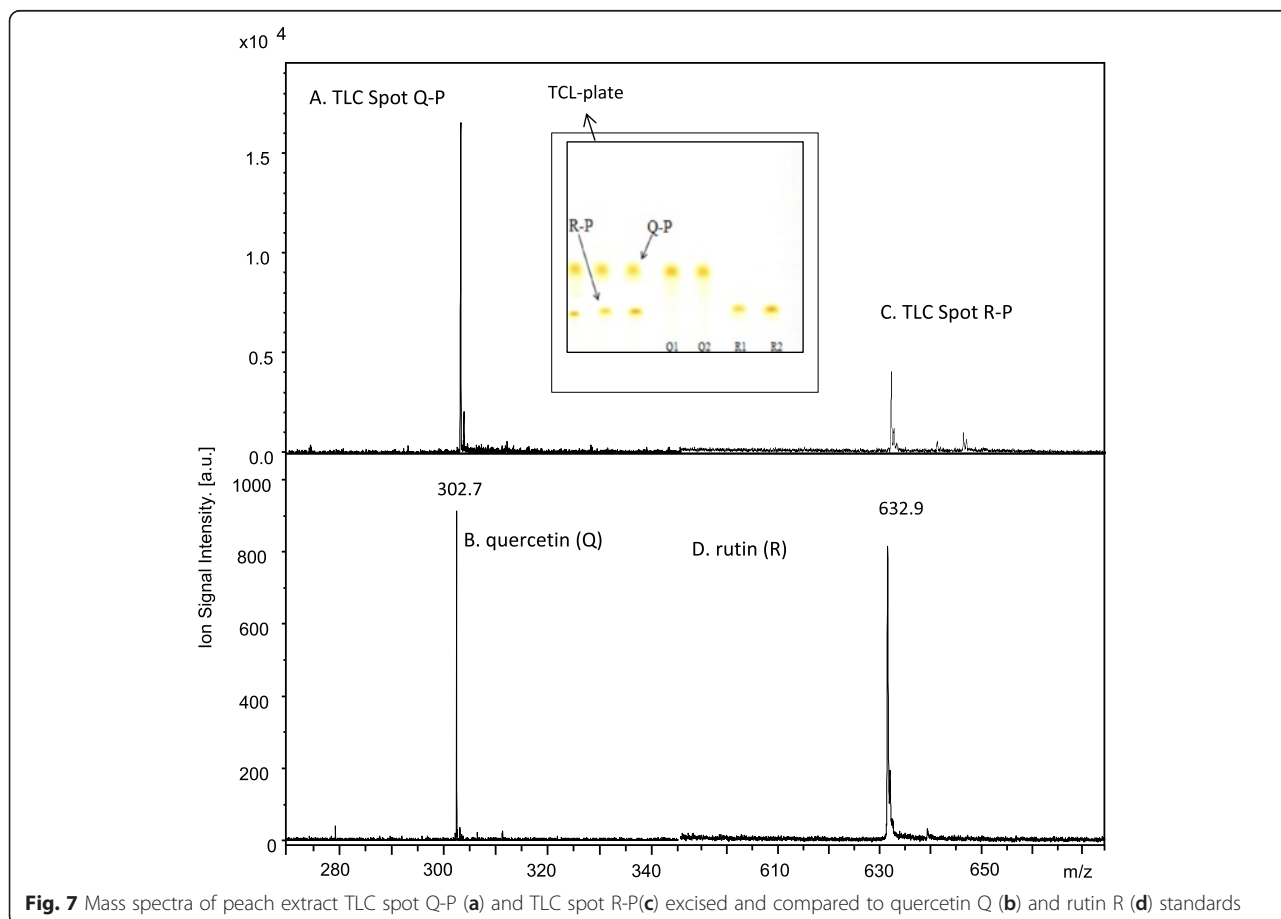 x10 4
A. TLC Spot Q-P
TCL-plate
1.5
1.0
0.5
0.0
R-P
Q-P
Q1 Q2 R1 R2
C. TLC Spot R-P
Ion Signal Intensity. [a.u.]
1000
800
600
400
200
0
302.7
B. quercetin (Q)
632.9
D. rutin (R)
280 300 320 340 610 630 650 m/z
Fig. 7 Mass spectra of peach extract TLC spot Q-P (a) and TLC spot R-P(c) excised and compared to quercetin Q (b) and rutin R (d) standards